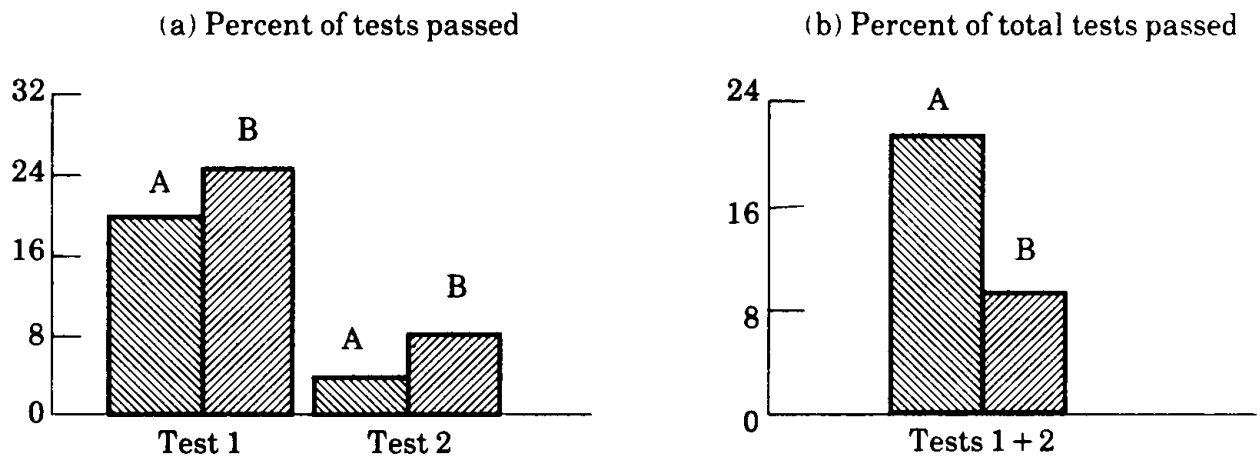 (a) Percent of tests passed
32
24
16
8
0
A
B
A
B
Test 1
Test 2
(b) Percent of total tests passed
24
16
8
0
A
B
Tests 1 + 2